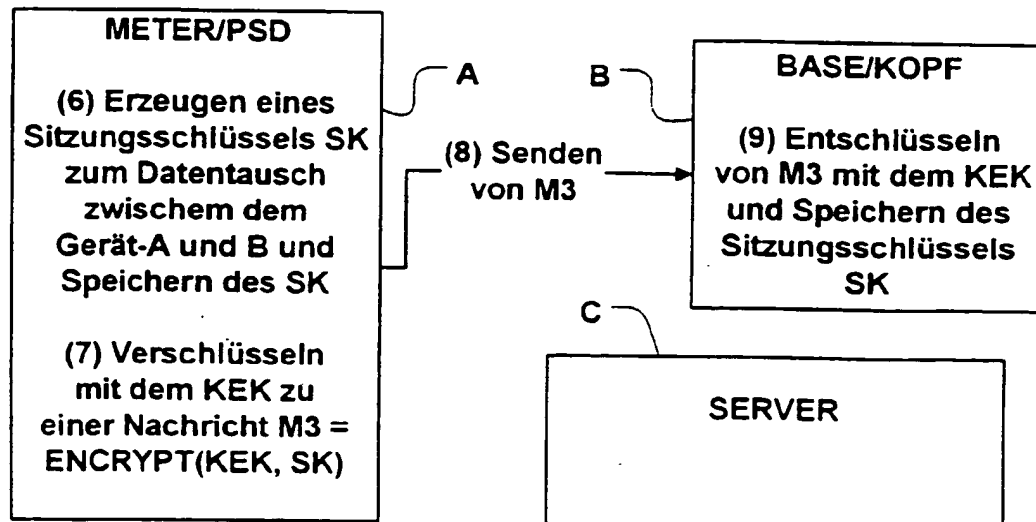 METER/PSD
(6) Erzeugen eines
Sitzungsschlüssels SK
zum Datentausch
zwischem dem
Gerät-A und B und
Speichern des SK
(7) Verschlüsseln
mit dem KEK zu
einer Nachricht M3 =
ENCRYPT(KEK, SK)
A
(8) Senden
von M3
B
BASE/KOPF
(9) Entschlüsseln
von M3 mit dem KEK
und Speichern des
Sitzungsschlüssels
SK
C
SERVER